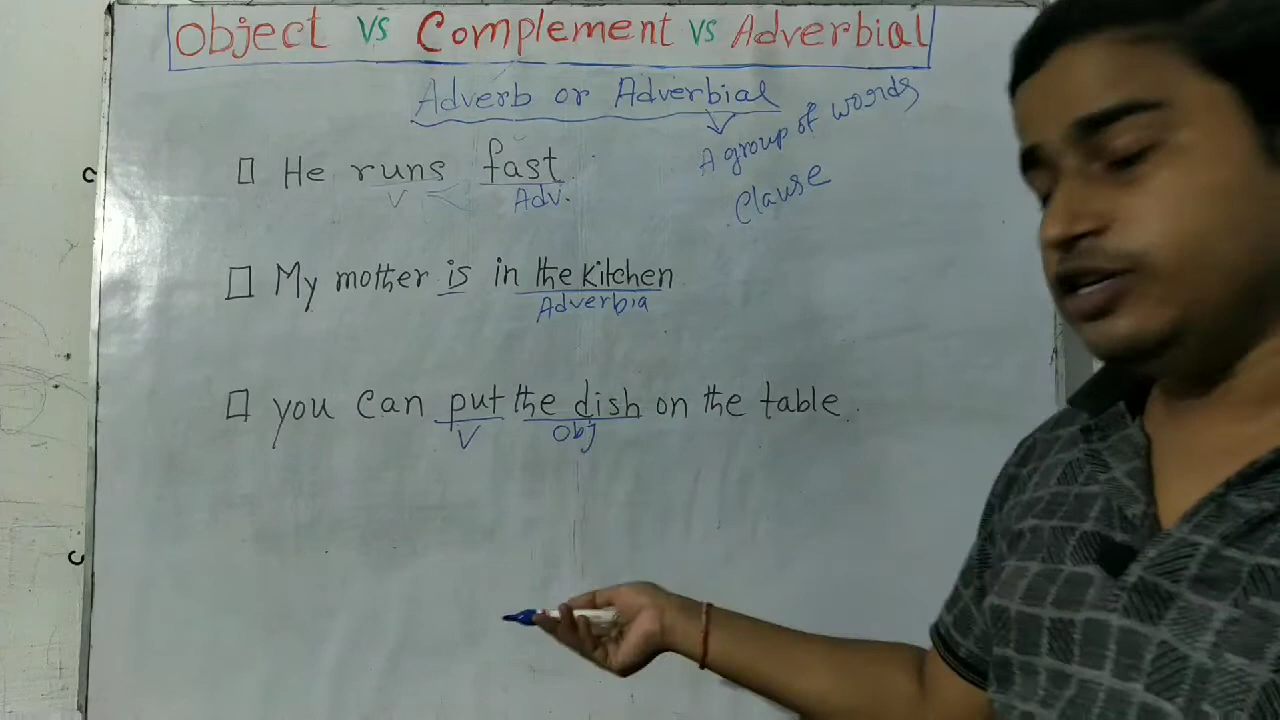 Object vs Complement vs Adverbial
Adverb or Adverbial
A group of words
Clause
He runs fast.
V Adv.
My mother is in the kitchen
Adverbia
you can put the dish on the table.
V Obj